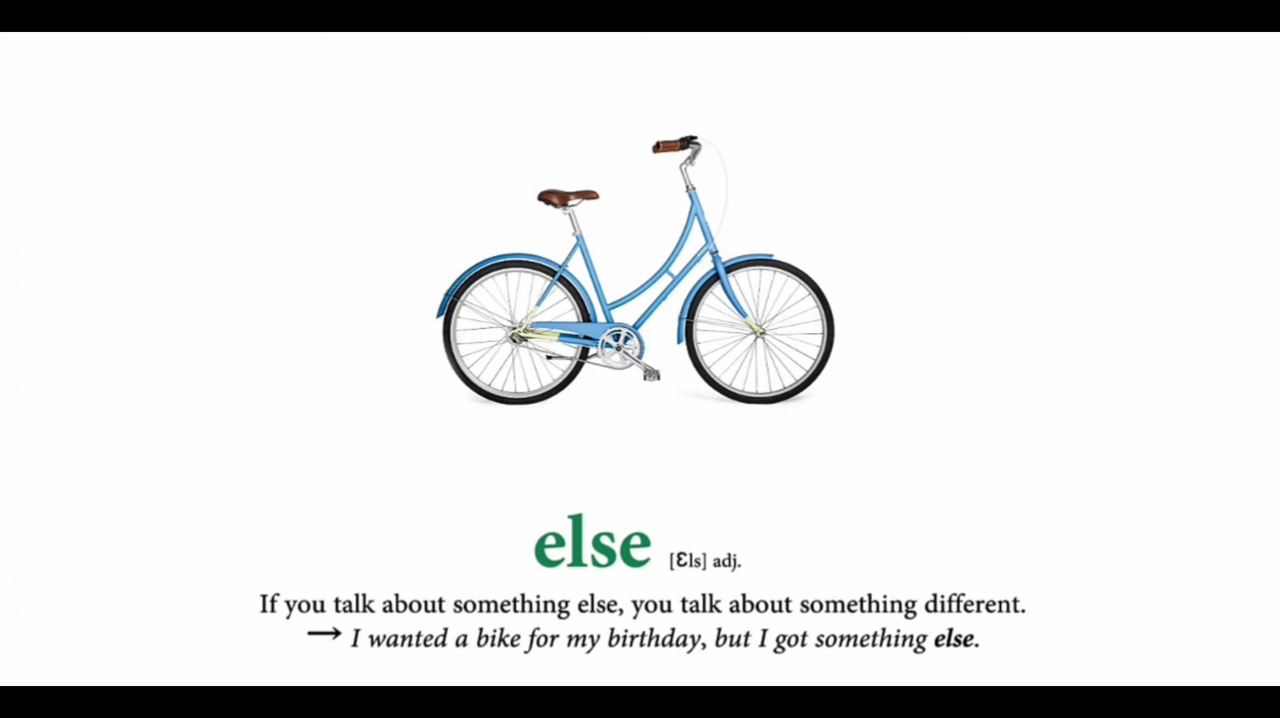 else [ɛls] adj.
If you talk about something else, you talk about something different.
→ I wanted a bike for my birthday, but I got something else.